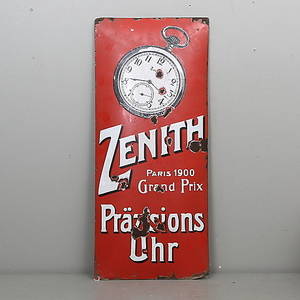 ZENITH
PARIS 1900
Grand Prix
Präzisions
Uhr